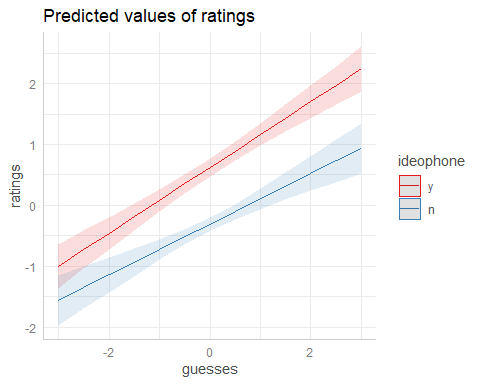 Predicted values of ratings
ratings
2
1
0
-1
-2
-2
0
2
guesses
ideophone
y
n